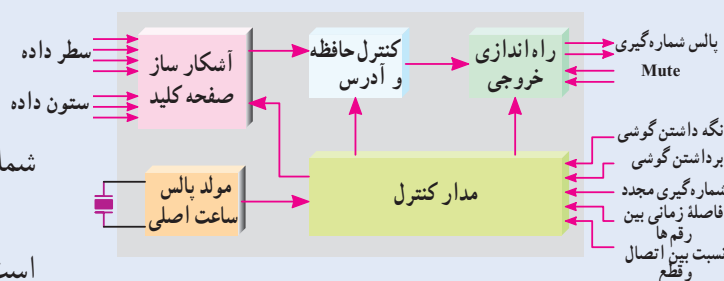 سطر داده
ستون داده
آشکار ساز
صفحه کلید
کنترل حافظه
و آدرس
راه اندازی
خروجی
پالس شماره‌گیری
Mute
مولد پالس
ساعت اصلی
مدار کنترل
نگه داشتن گوشی
برداشتن گوشی
شماره‌گیری مجدد
فاصلهٔ زمانی بین
رقم ها
نسبت بین اتصال
و قطع
است